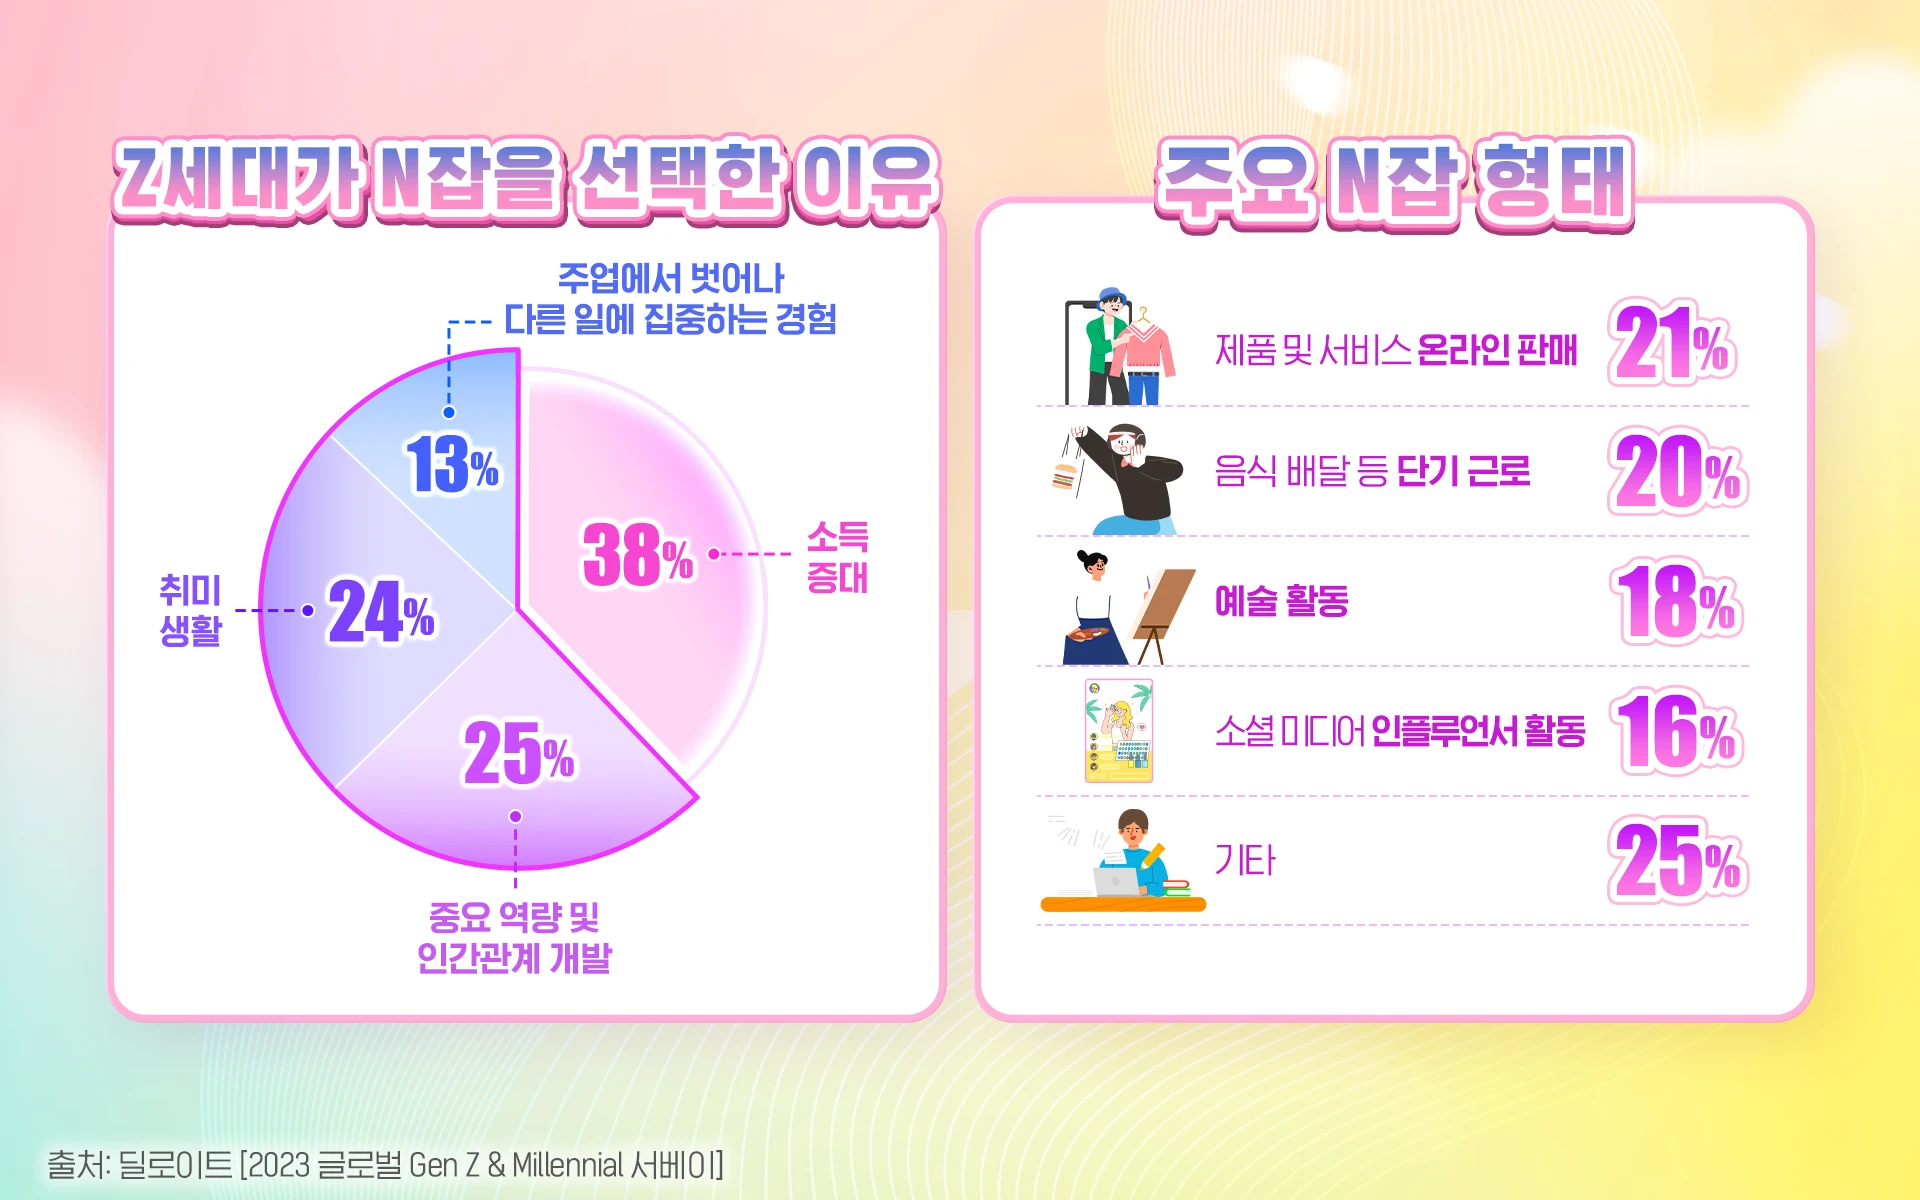 Z세대가 N잡을 선택한 이유
주업에서 벗어나
다른 일에 집중하는 경험
13%
38%
소득
증대
취미
생활
24%
25%
중요 역량 및
인간관계 개발
주요 N잡 형태
제품 및 서비스 온라인 판매 21%
음식 배달 등 단기 근로 20%
예술 활동 18%
소셜 미디어 인플루언서 활동 16%
기타 25%
출처: 딜로이트 [2023 글로벌 Gen Z & Millennial 서베이]